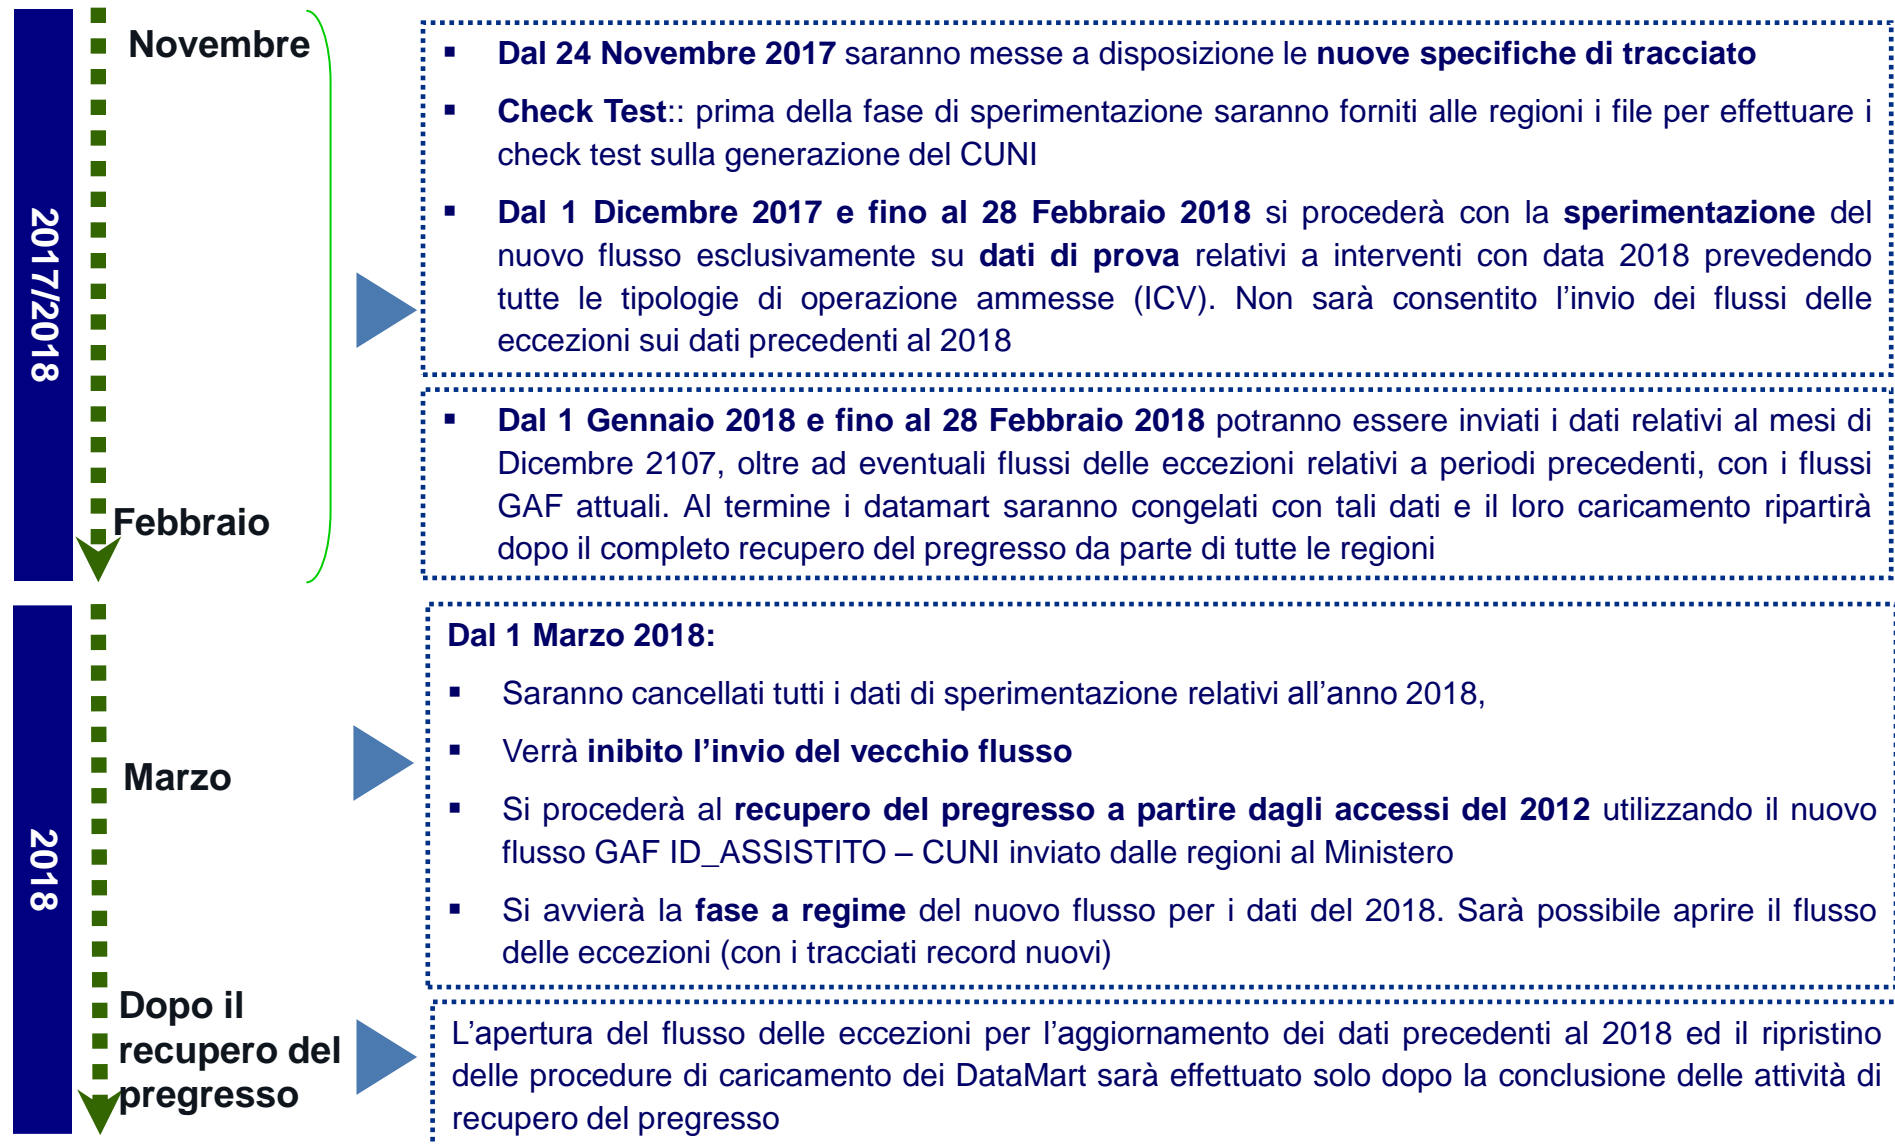 2017/2018
Novembre
Febbraio
▪ Dal 24 Novembre 2017 saranno messe a disposizione le nuove specifiche di tracciato
▪ Check Test:: prima della fase di sperimentazione saranno forniti alle regioni i file per effettuare i
check test sulla generazione del CUNI
▪ Dal 1 Dicembre 2017 e fino al 28 Febbraio 2018 si procederà con la sperimentazione del
nuovo flusso esclusivamente su dati di prova relativi a interventi con data 2018 prevedendo
tutte le tipologie di operazione ammesse (ICV). Non sarà consentito l’invio dei flussi delle
eccezioni sui dati precedenti al 2018
▪ Dal 1 Gennaio 2018 e fino al 28 Febbraio 2018 potranno essere inviati i dati relativi al mesi di
Dicembre 2107, oltre ad eventuali flussi delle eccezioni relativi a periodi precedenti, con i flussi
GAF attuali. Al termine i datamart saranno congelati con tali dati e il loro caricamento ripartirà
dopo il completo recupero del pregresso da parte di tutte le regioni
2018
Marzo
Dal 1 Marzo 2018:
▪ Saranno cancellati tutti i dati di sperimentazione relativi all’anno 2018,
▪ Verrà inibito l’invio del vecchio flusso
▪ Si procederà al recupero del pregresso a partire dagli accessi del 2012 utilizzando il nuovo
flusso GAF ID_ASSISTITO – CUNI inviato dalle regioni al Ministero
▪ Si avvierà la fase a regime del nuovo flusso per i dati del 2018. Sarà possibile aprire il flusso
delle eccezioni (con i tracciati record nuovi)
Dopo il
recupero del
pregresso
L’apertura del flusso delle eccezioni per l’aggiornamento dei dati precedenti al 2018 ed il ripristino
delle procedure di caricamento dei DataMart sarà effettuato solo dopo la conclusione delle attività di
recupero del pregresso